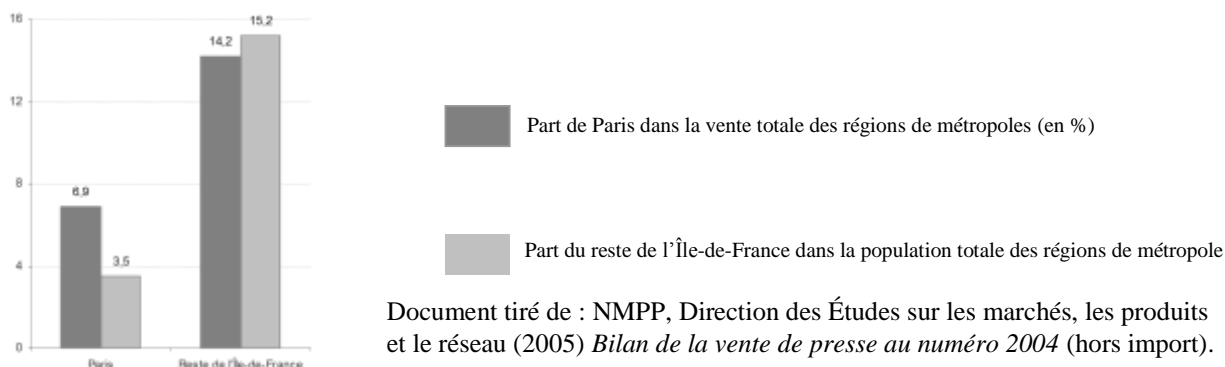 16
15,2
14,2
12
8
6,9
4
3,5
0
Paris
Reste de l'Île-de-France
Part de Paris dans la vente totale des régions de métropoles (en %)
Part du reste de l'Île-de-France dans la population totale des régions de métropole
Document tiré de : NMPP, Direction des Études sur les marchés, les produits
et le réseau (2005) Bilan de la vente de presse au numéro 2004 (hors import).